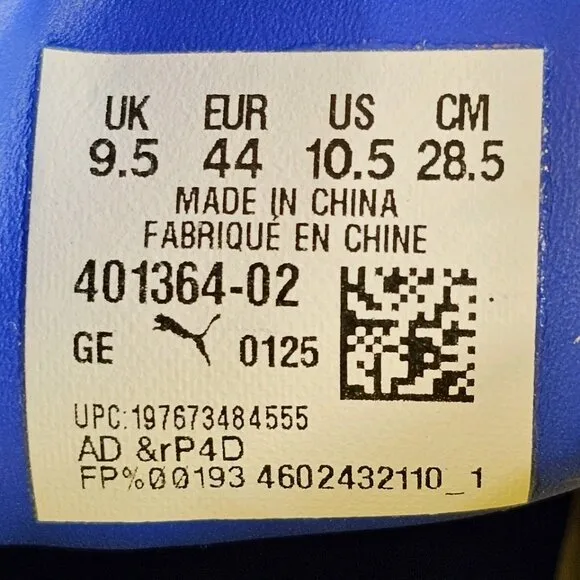 UK EUR US CM
9.5 44 10.5 28.5
MADE IN CHINA
FABRIQUÉ EN CHINE
401364-02
GE 0125
UPC:197673484555
AD &rP4D
FP%00193 4602432110_1